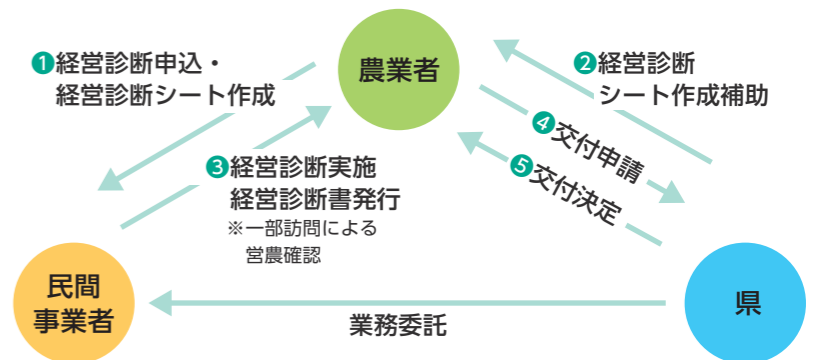 農業者
❶経営診断申込・
経営診断シート作成
❷経営診断
シート作成補助
❸経営診断実施
経営診断書発行
※一部訪問による
営農確認
❹交付申請
❺交付決定
民間
事業者
県
業務委託